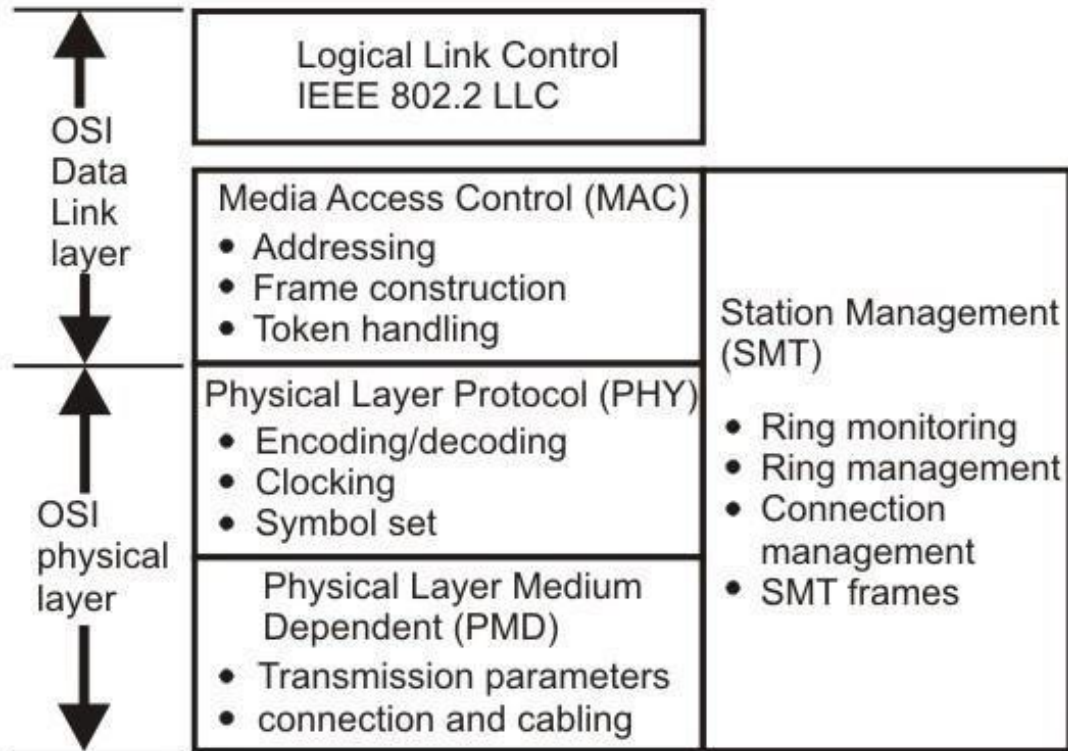 Logical Link Control
IEEE 802.2 LLC
OSI
Data
Link
layer
Media Access Control (MAC)
• Addressing
• Frame construction
• Token handling
Station Management
(SMT)
• Ring monitoring
• Ring management
• Connection
management
• SMT frames
OSI
physical
layer
Physical Layer Protocol (PHY)
• Encoding/decoding
• Clocking
• Symbol set
Physical Layer Medium
Dependent (PMD)
• Transmission parameters
• connection and cabling